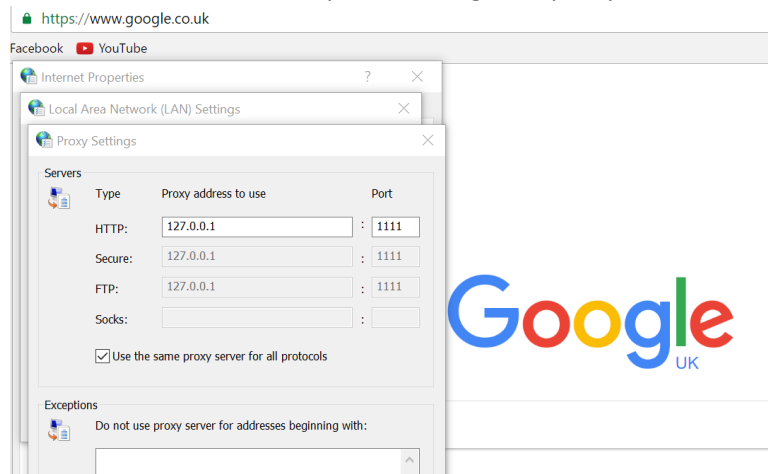 https://www.google.co.uk
Facebook YouTube
Internet Properties ?
Local Area Network (LAN) Settings
Proxy Settings
Servers
Type Proxy address to use Port
HTTP: 127.0.0.1 : 1111
Secure: 127.0.0.1 : 1111
FTP: 127.0.0.1 : 1111
Socks: :
Use the same proxy server for all protocols
Google
UK
Exceptions
Do not use proxy server for addresses beginning with: